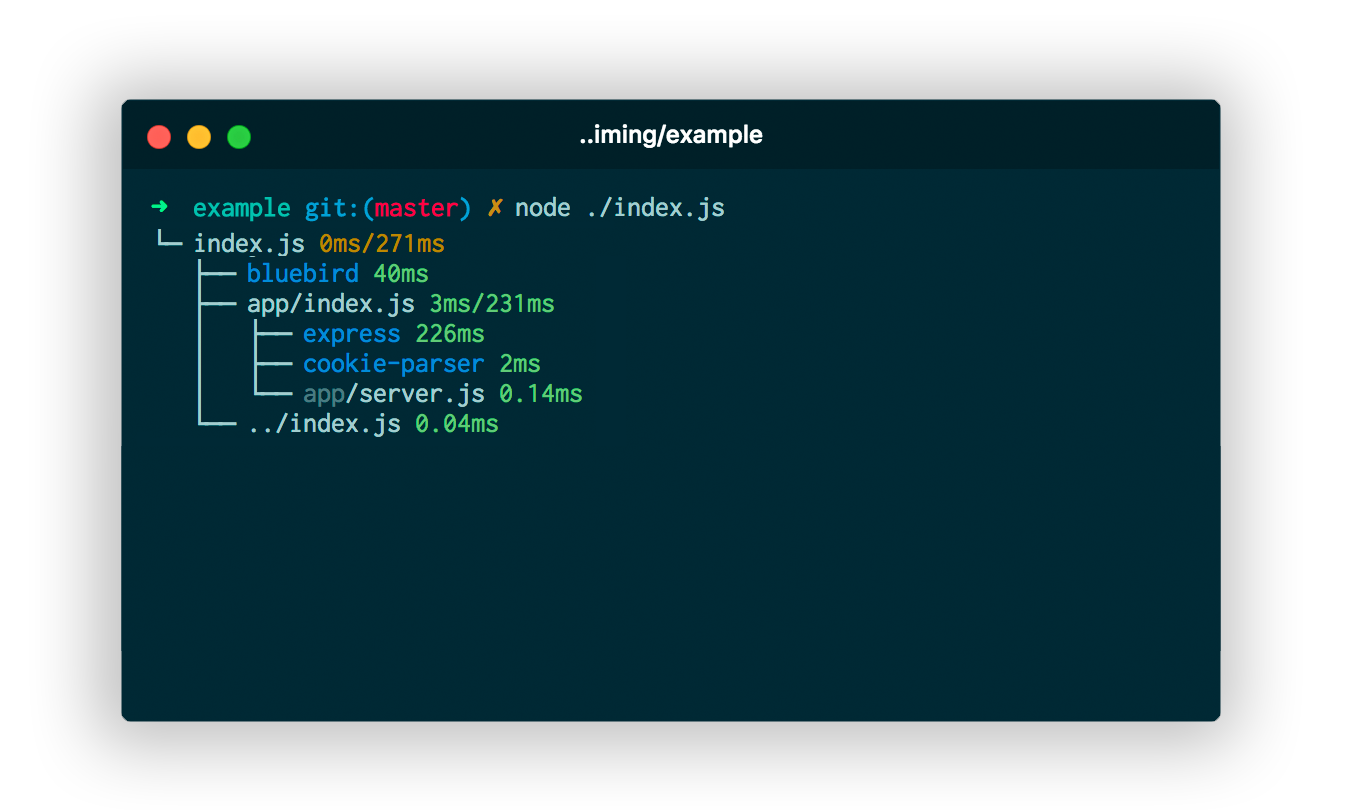 ..iming/example
➜ example git:(master) ✗ node ./index.js
└─ index.js 0ms/271ms
   ├── bluebird 40ms
   ├── app/index.js 3ms/231ms
   │   ├── express 226ms
   │   ├── cookie-parser 2ms
   │   └── app/server.js 0.14ms
   └── ../index.js 0.04ms